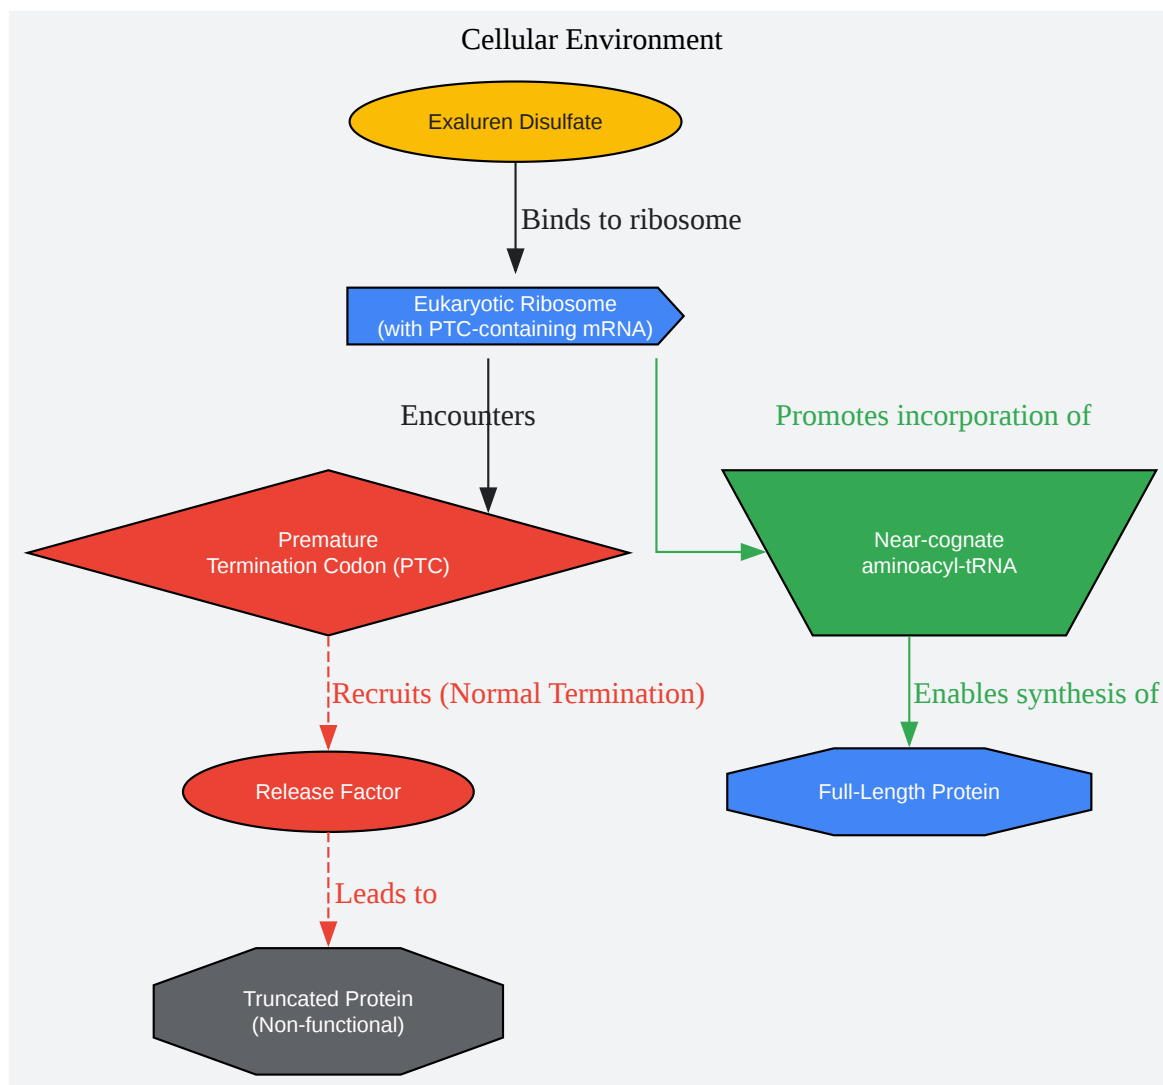 Cellular Environment
Exaluren Disulfate
Binds to ribosome
Eukaryotic Ribosome
(with PTC-containing mRNA)
Encounters
Promotes incorporation of
Premature
Termination Codon (PTC)
Near-cognate
aminoacyl-tRNA
Recruits (Normal Termination)
Enables synthesis of
Release Factor
Full-Length Protein
Leads to
Truncated Protein
(Non-functional)